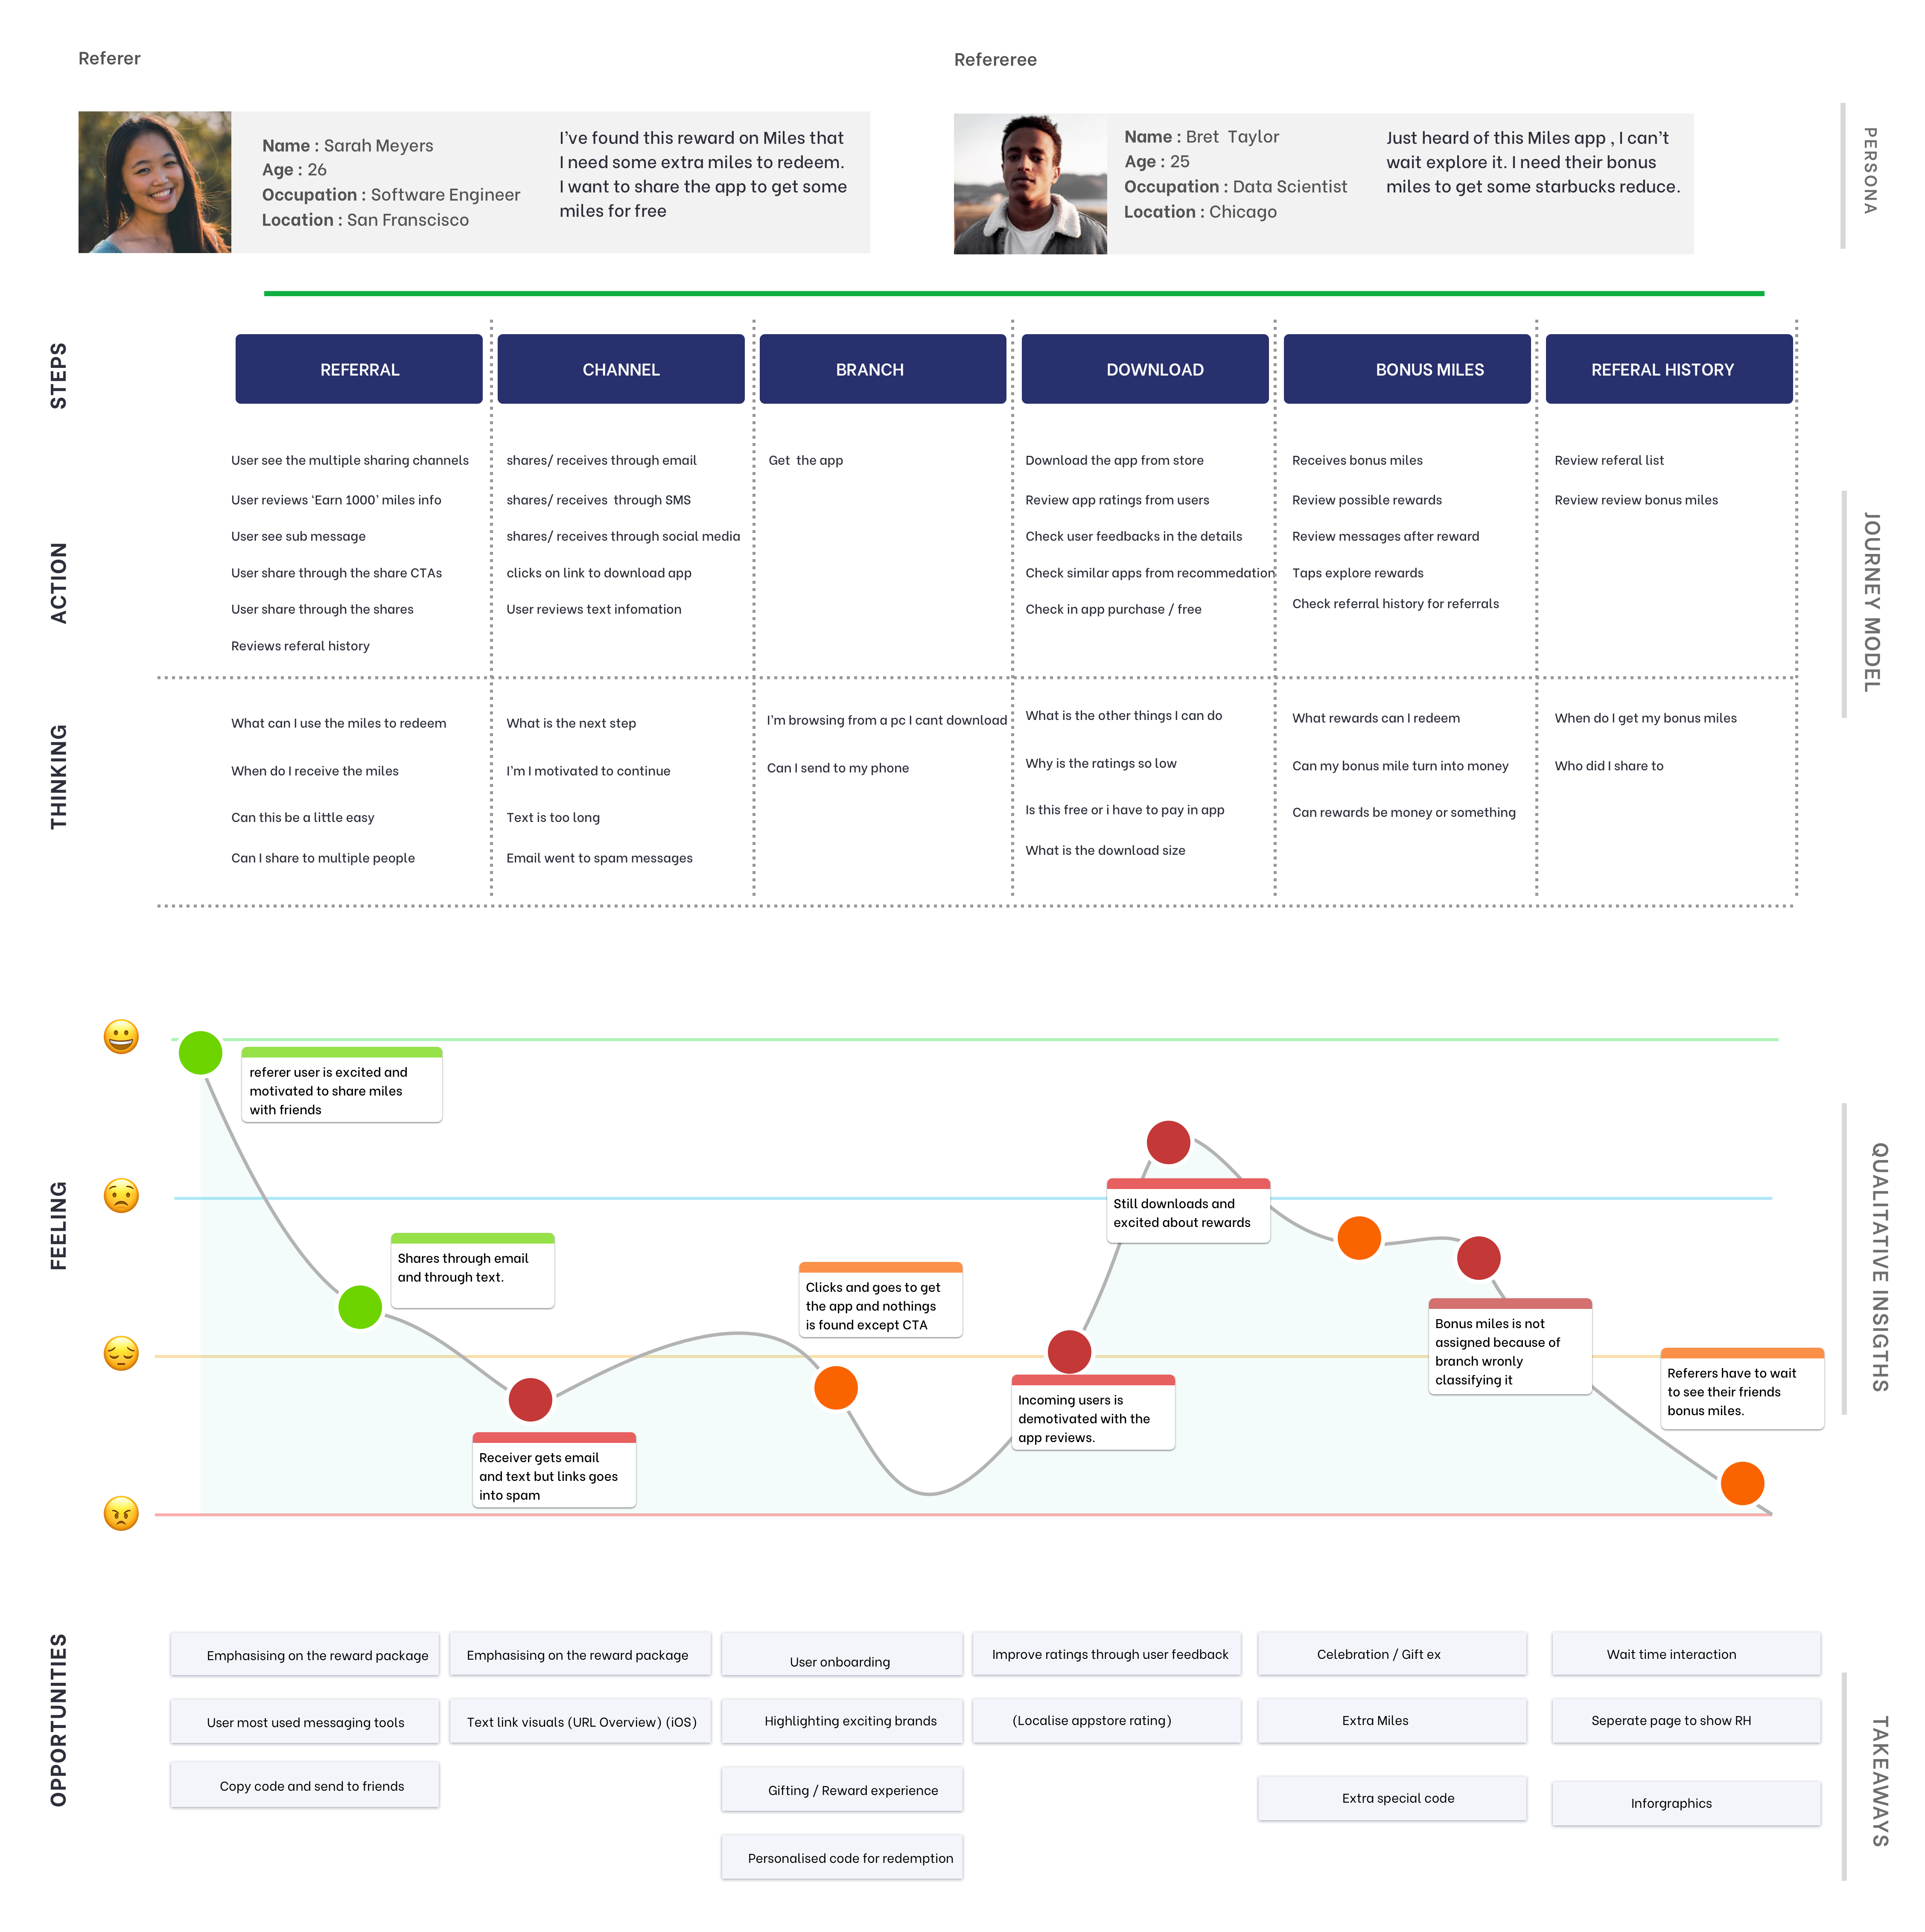 Referer
Refereree
Name : Sarah Meyers
Age : 26
Occupation : Software Engineer
Location : San Franscisco
I've found this reward on Miles that
I need some extra miles to redeem.
I want to share the app to get some
miles for free
Name : Bret Taylor
Age : 25
Occupation : Data Scientist
Location : Chicago
Just heard of this Miles app , I can't
wait explore it. I need their bonus
miles to get some starbucks reduce.
PERSONA
STEPS
REFERRAL
CHANNEL
BRANCH
DOWNLOAD
BONUS MILES
REFERAL HISTORY
ACTION
User see the multiple sharing channels
User reviews 'Earn 1000' miles info
User see sub message
User share through the share CTAs
User share through the shares
Reviews referal history
shares/ receives through email
shares/ receives through SMS
shares/ receives through social media
clicks on link to download app
User reviews text infomation
Get the app
Download the app from store
Review app ratings from users
Check user feedbacks in the details
Check similar apps from recommedation
Check in app purchase / free
Receives bonus miles
Review possible rewards
Review messages after reward
Taps explore rewards
Check referral history for referrals
Review referal list
Review review bonus miles
JOURNEY MODEL
THINKING
What can I use the miles to redeem
When do I receive the miles
Can this be a little easy
Can I share to multiple people
What is the next step
I'm I motivated to continue
Text is too long
Email went to spam messages
I'm browsing from a pc I cant download
Can I send to my phone
What is the other things I can do
Why is the ratings so low
Is this free or i have to pay in app
What is the download size
What rewards can I redeem
Can my bonus mile turn into money
Can rewards be money or something
When do I get my bonus miles
Who did I share to
FEELING
referer user is excited and
motivated to share miles
with friends
Shares through email
and through text.
Receiver gets email
and text but links goes
into spam
Clicks and goes to get
the app and nothings
is found except CTA
Incoming users is
demotivated with the
app reviews.
Still downloads and
excited about rewards
Bonus miles is not
assigned because of
branch wronly
classifying it
Referers have to wait
to see their friends
bonus miles.
QUALITATIVE INSIGTHS
OPPORTUNITIES
Emphasising on the reward package
User most used messaging tools
Copy code and send to friends
Emphasising on the reward package
Text link visuals (URL Overview) (iOS)
User onboarding
Highlighting exciting brands
Gifting / Reward experience
Personalised code for redemption
Improve ratings through user feedback
(Localise appstore rating)
Celebration / Gift ex
Extra Miles
Extra special code
Wait time interaction
Seperate page to show RH
Inforgraphics
TAKEAWAYS